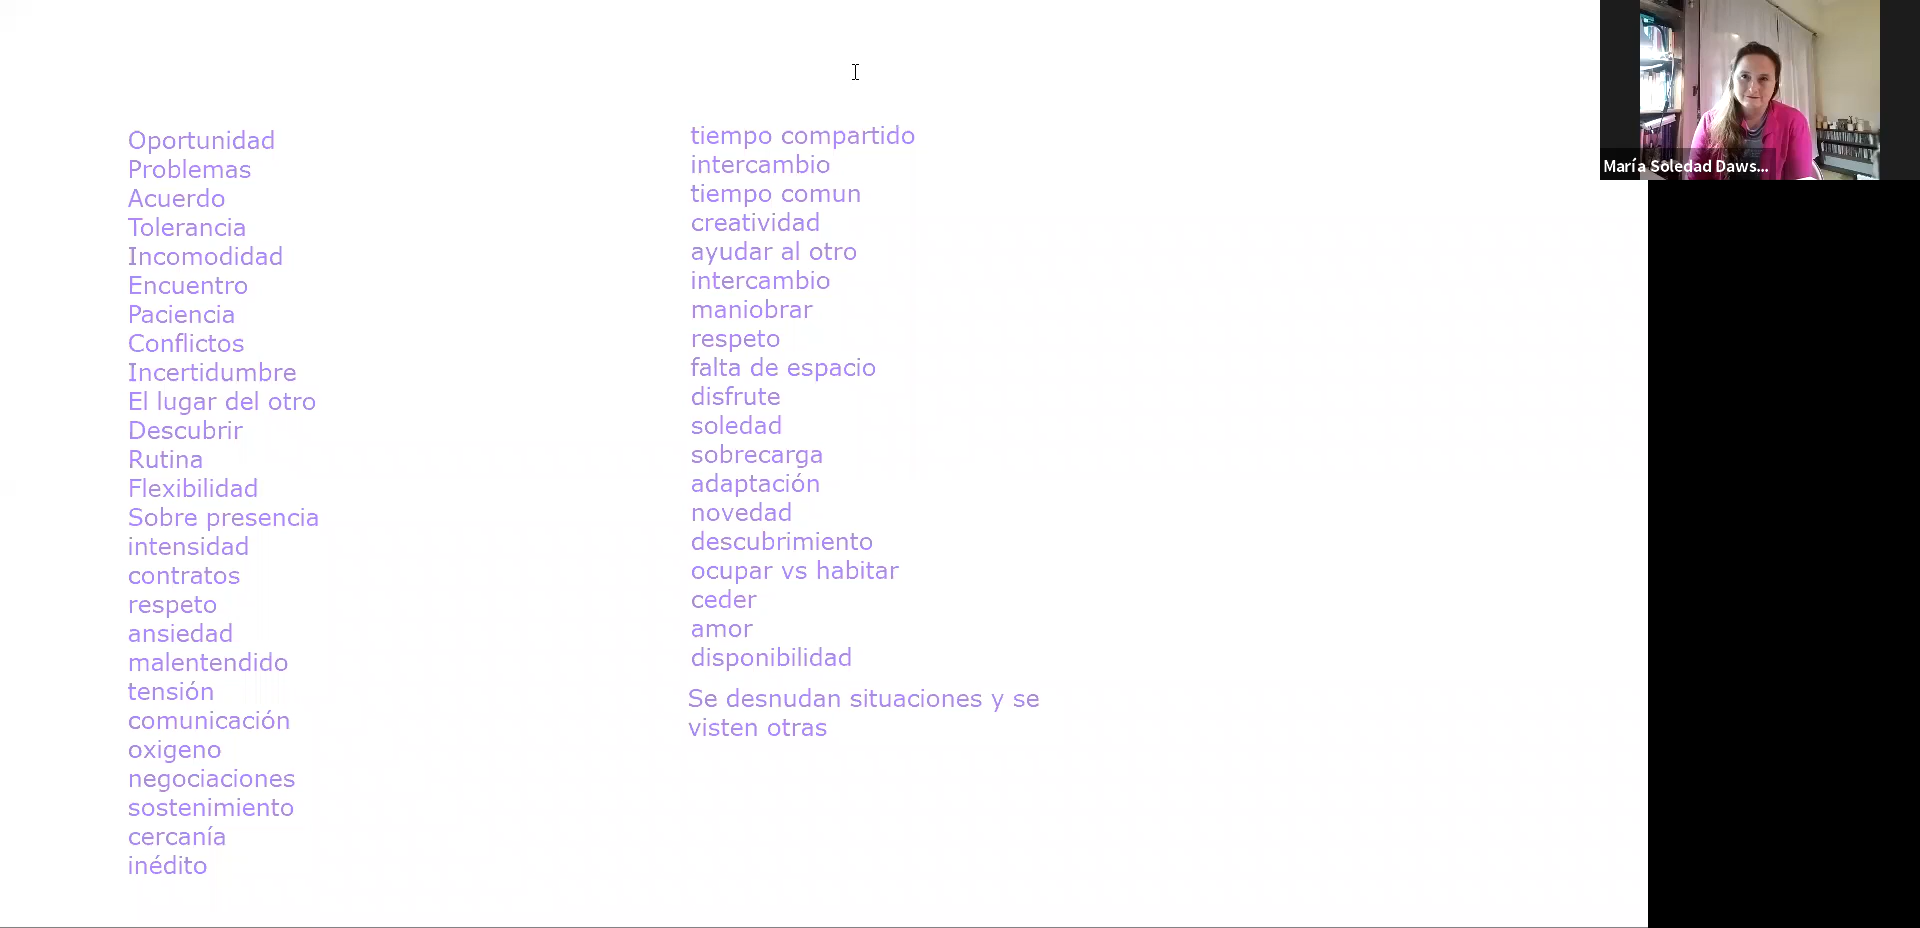 Oportunidad
Problemas
Acuerdo
Tolerancia
Incomodidad
Encuentro
Paciencia
Conflictos
Incertidumbre
El lugar del otro
Descubrir
Rutina
Flexibilidad
Sobre presencia
intensidad
contratos
respeto
ansiedad
malentendido
tensión
comunicación
oxigeno
negociaciones
sostenimiento
cercanía
inédito
tiempo compartido
intercambio
tiempo comun
creatividad
ayudar al otro
intercambio
maniobrar
respeto
falta de espacio
disfrute
soledad
sobrecarga
adaptación
novedad
descubrimiento
ocupar vs habitar
ceder
amor
disponibilidad
Se desnudan situaciones y se
visten otras
María Soledad Daws...